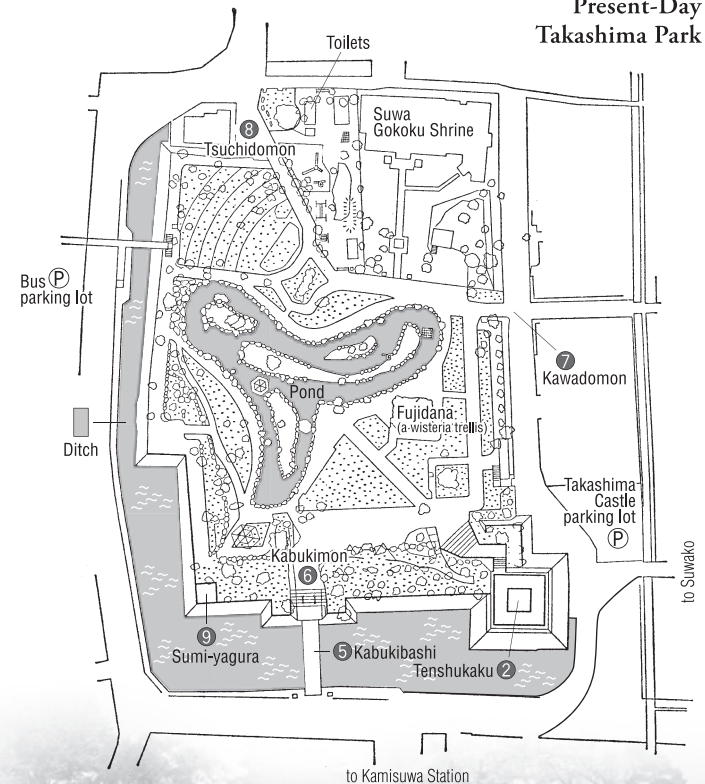 Present-Day
Takashima Park
Toilets
Suwa
Gokoku Shrine
8
Tsuchidomon
Bus P
parking lot
7
Kawadomon
Pond
Fujidana
(a wisteria trellis)
Ditch
Takashima
Castle
parking lot
P
Kabukimon
6
to Suwako
9
Sumi-yagura
5 Kabukibashi
Tenshukaku 2
to Kamisuwa Station